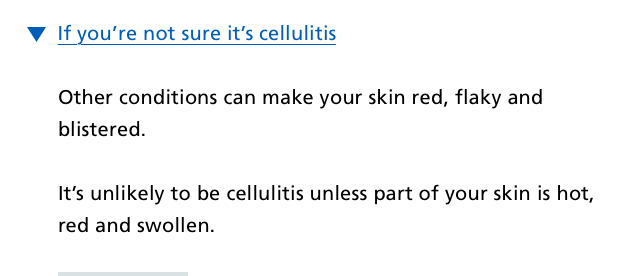 If you’re not sure it’s cellulitis
Other conditions can make your skin red, flaky and
blistered.
It’s unlikely to be cellulitis unless part of your skin is hot,
red and swollen.